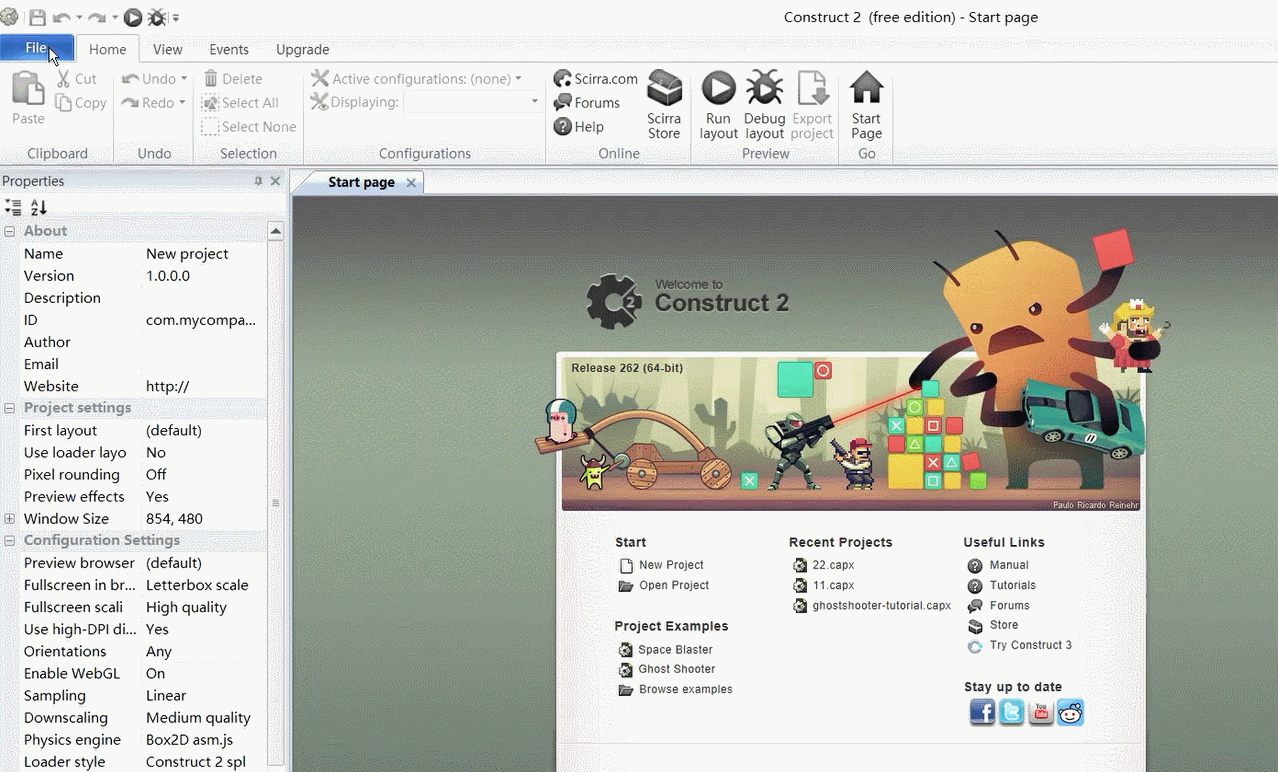 Construct 2  (free edition) - Start page
File Home View Events Upgrade
Paste Cut Copy Clipboard
Undo Redo Undo
Delete Select All Select None Selection
Active configurations: (none)
Displaying:
Configurations
Scirra.com Forums Help Scirra Store Online
Run layout Debug layout Export project Preview
Start Page Go
Properties
Start page
About
Name New project
Version 1.0.0.0
Description
ID com.mycompa...
Author
Email
Website http://
Project settings
First layout (default)
Use loader layo No
Pixel rounding Off
Preview effects Yes
Window Size 854, 480
Configuration Settings
Preview browser (default)
Fullscreen in br... Letterbox scale
Fullscreen scali High quality
Use high-DPI di... Yes
Orientations Any
Enable WebGL On
Sampling Linear
Downscaling Medium quality
Physics engine Box2D asm.js
Loader style Construct 2 spl
Welcome to
Construct 2
Release 262 (64-bit)
Paulo Ricardo Reinehr
Start
New Project
Open Project
Project Examples
Space Blaster
Ghost Shooter
Browse examples
Recent Projects
22.capx
11.capx
ghostshooter-tutorial.capx
Useful Links
Manual
Tutorials
Forums
Store
Try Construct 3
Stay up to date
You Tube